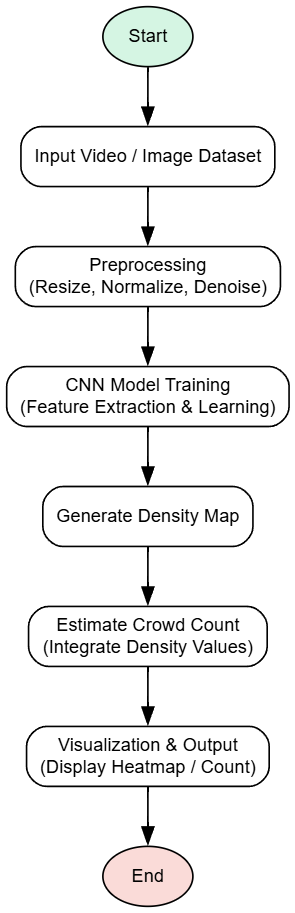 Start
Input Video / Image Dataset
Preprocessing
(Resize, Normalize, Denoise)
CNN Model Training
(Feature Extraction & Learning)
Generate Density Map
Estimate Crowd Count
(Integrate Density Values)
Visualization & Output
(Display Heatmap / Count)
End